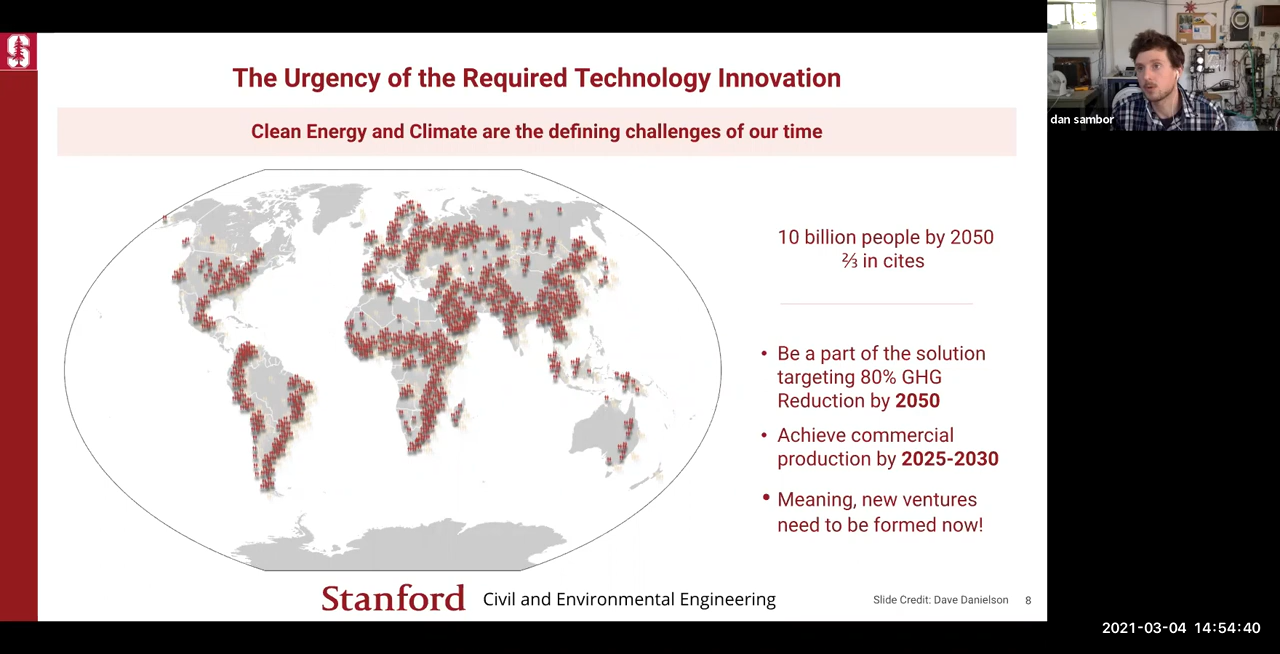 The Urgency of the Required Technology Innovation
Clean Energy and Climate are the defining challenges of our time
10 billion people by 2050
⅔ in cites
• Be a part of the solution
targeting 80% GHG
Reduction by 2050
• Achieve commercial
production by 2025-2030
• Meaning, new ventures
need to be formed now!
Stanford Civil and Environmental Engineering
Slide Credit: Dave Danielson 8
dan sambor
2021-03-04 14:54:40